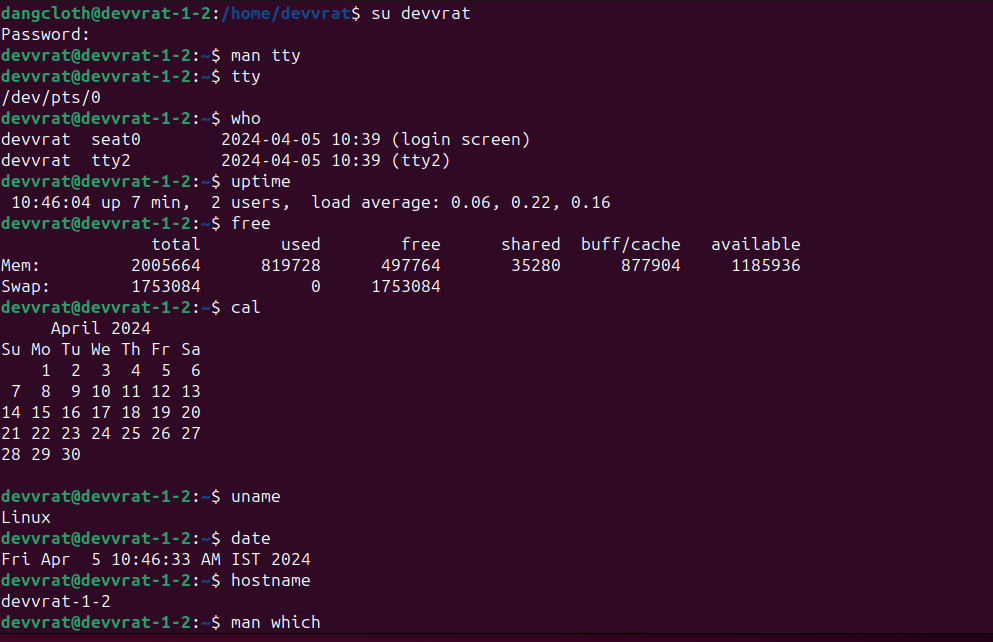 dangcloth@devvrat-1-2:/home/devvrat$ su devvrat
Password:
devvrat@devvrat-1-2:~$ man tty
devvrat@devvrat-1-2:~$ tty
/dev/pts/0
devvrat@devvrat-1-2:~$ who
devvrat  seat0        2024-04-05 10:39 (login screen)
devvrat  tty2         2024-04-05 10:39 (tty2)
devvrat@devvrat-1-2:~$ uptime
 10:46:04 up 7 min,  2 users,  load average: 0.06, 0.22, 0.16
devvrat@devvrat-1-2:~$ free
               total        used        free      shared  buff/cache   available
Mem:         2005664      819728      497764       35280      877904     1185936
Swap:        1753084           0     1753084
devvrat@devvrat-1-2:~$ cal
     April 2024
Su Mo Tu We Th Fr Sa
    1  2  3  4  5  6
 7  8  9 10 11 12 13
14 15 16 17 18 19 20
21 22 23 24 25 26 27
28 29 30
devvrat@devvrat-1-2:~$ uname
Linux
devvrat@devvrat-1-2:~$ date
Fri Apr  5 10:46:33 AM IST 2024
devvrat@devvrat-1-2:~$ hostname
devvrat-1-2
devvrat@devvrat-1-2:~$ man which